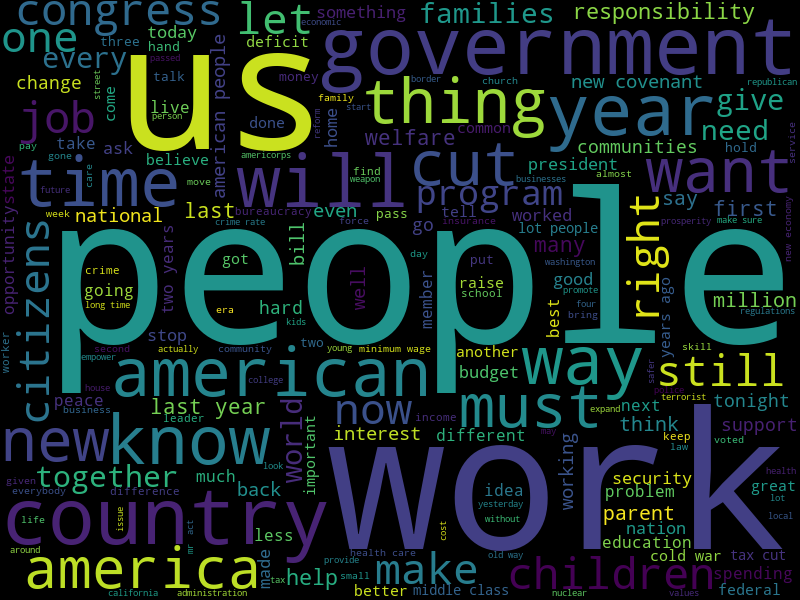 congress
something
families
responsibility
one
every
today
three
hand
let
deficit
economic
government
us
passed
talk
street
change
come
live
person
american people
money
thing
year
border
church
republican
new covenant
give
job
need
ask
take
done
americorps
home
family
start
reform
welfare
common
communities
hold
service
believe
pay
gone
care
move
time
future
will
find
weapon
cut
president
almost
businesses
want
opportunity
state
week
national
last
bureaucracy
even
force
pass
program
tell
insurance
worked
lot people
say
first
prosperity
make sure
new economy
crime rate
bill
go
many
right
citizens
people
two years
got
well
day
put
washington
crime
going
long time
era
hard
kids
member
raise
school
good
promote
four
bring
best
years ago
million
regulations
worker
stop
peace
second
actually
community
two
young
minimum wage
another
budget
way
skill
safer
still
empower
american
house
business
leader
last year
college
world
now
income
must
expand
next
police
terrorist
tonight
new
know
important
interest
different
think
support
voted
keep
law
look
together
much
back
given
everybody
difference
working
work
idea
yesterday
without
security
problem
great
health
lot
local
country
life
issue
mr act
less
cost
parent
nation
education
around
america
made
help
health care
provide
small
tax
make
old way
cold war
tax cut
children
spending
california
administration
better
middle class
nuclear
values
federal
may